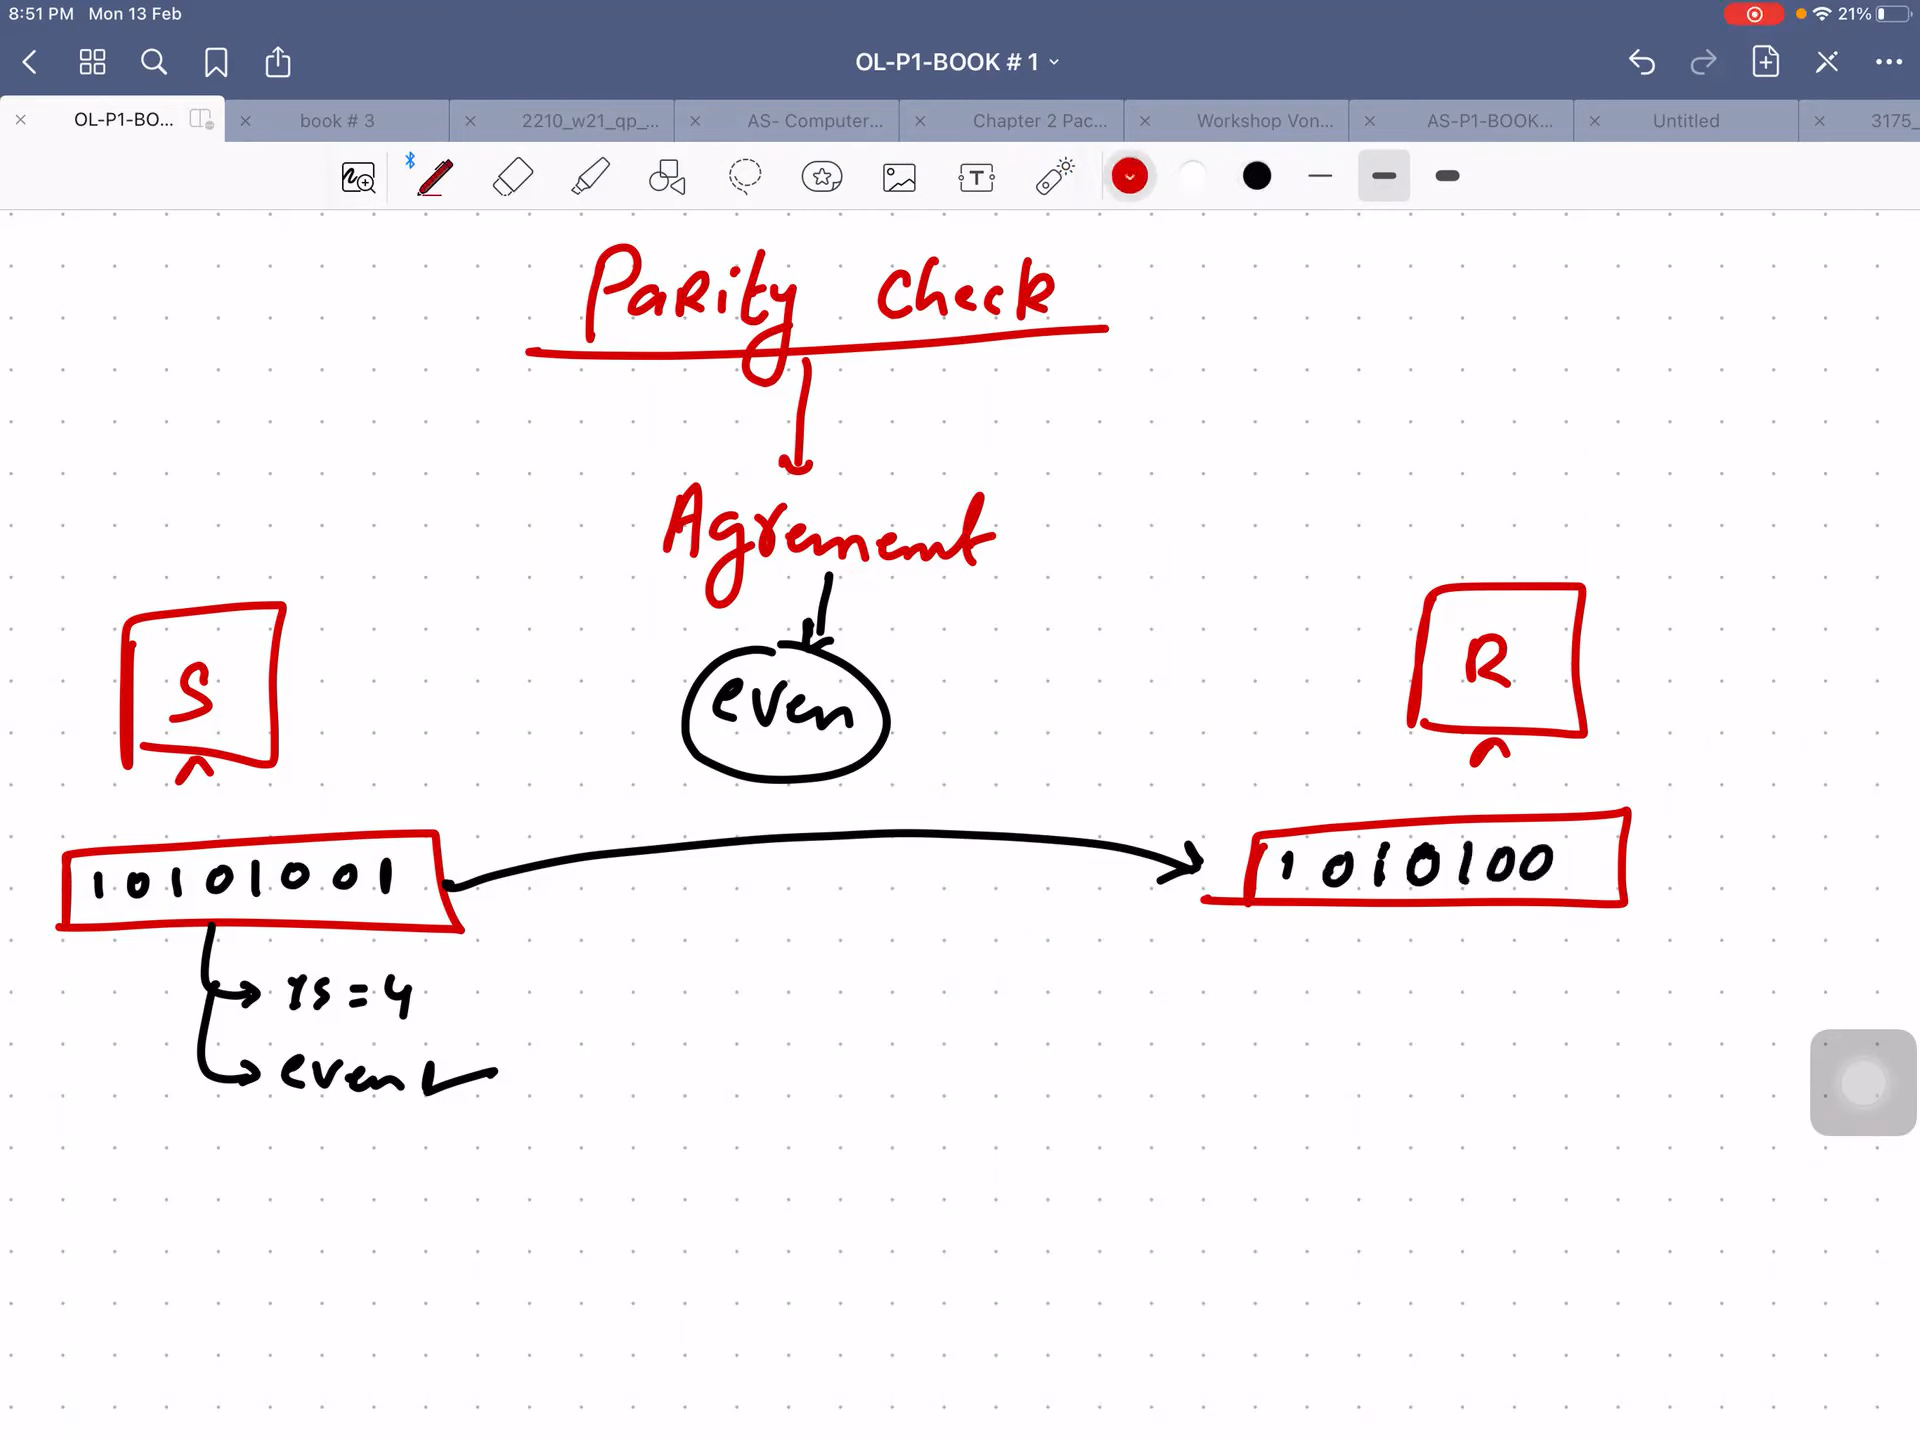 8:51 PM Mon 13 Feb
21%
OL-P1-BOOK # 1
OL-P1-BO...
book # 3
2210_w21_qp_...
AS- Computer...
Chapter 2 Pac...
Workshop Von...
AS-P1-BOOK...
Untitled
3175_
T
Parity Check
Agrement
S
even
R
10101001
1010100
1s = 4
even